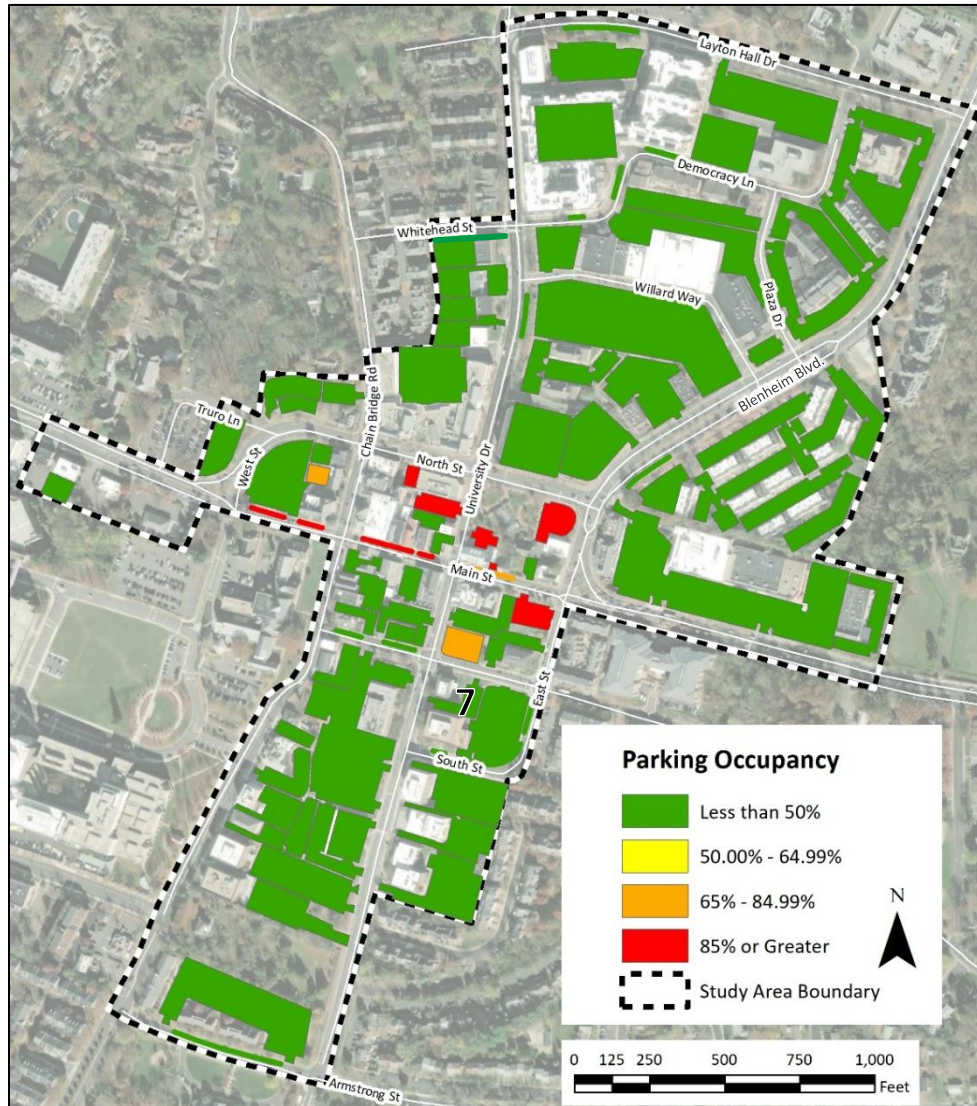 Layton Hall Dr
Democracy Ln
Whitehead St
Willard Way
Plaza Dr
Blenheim Blvd.
Chain Bridge Rd
Truro Ln
West St
North St
University Dr
Main St
East St
7
South St
Armstrong St
Parking Occupancy
Less than 50%
50.00% - 64.99%
65% - 84.99%
85% or Greater
Study Area Boundary
N
0 125 250 500 750 1,000
Feet